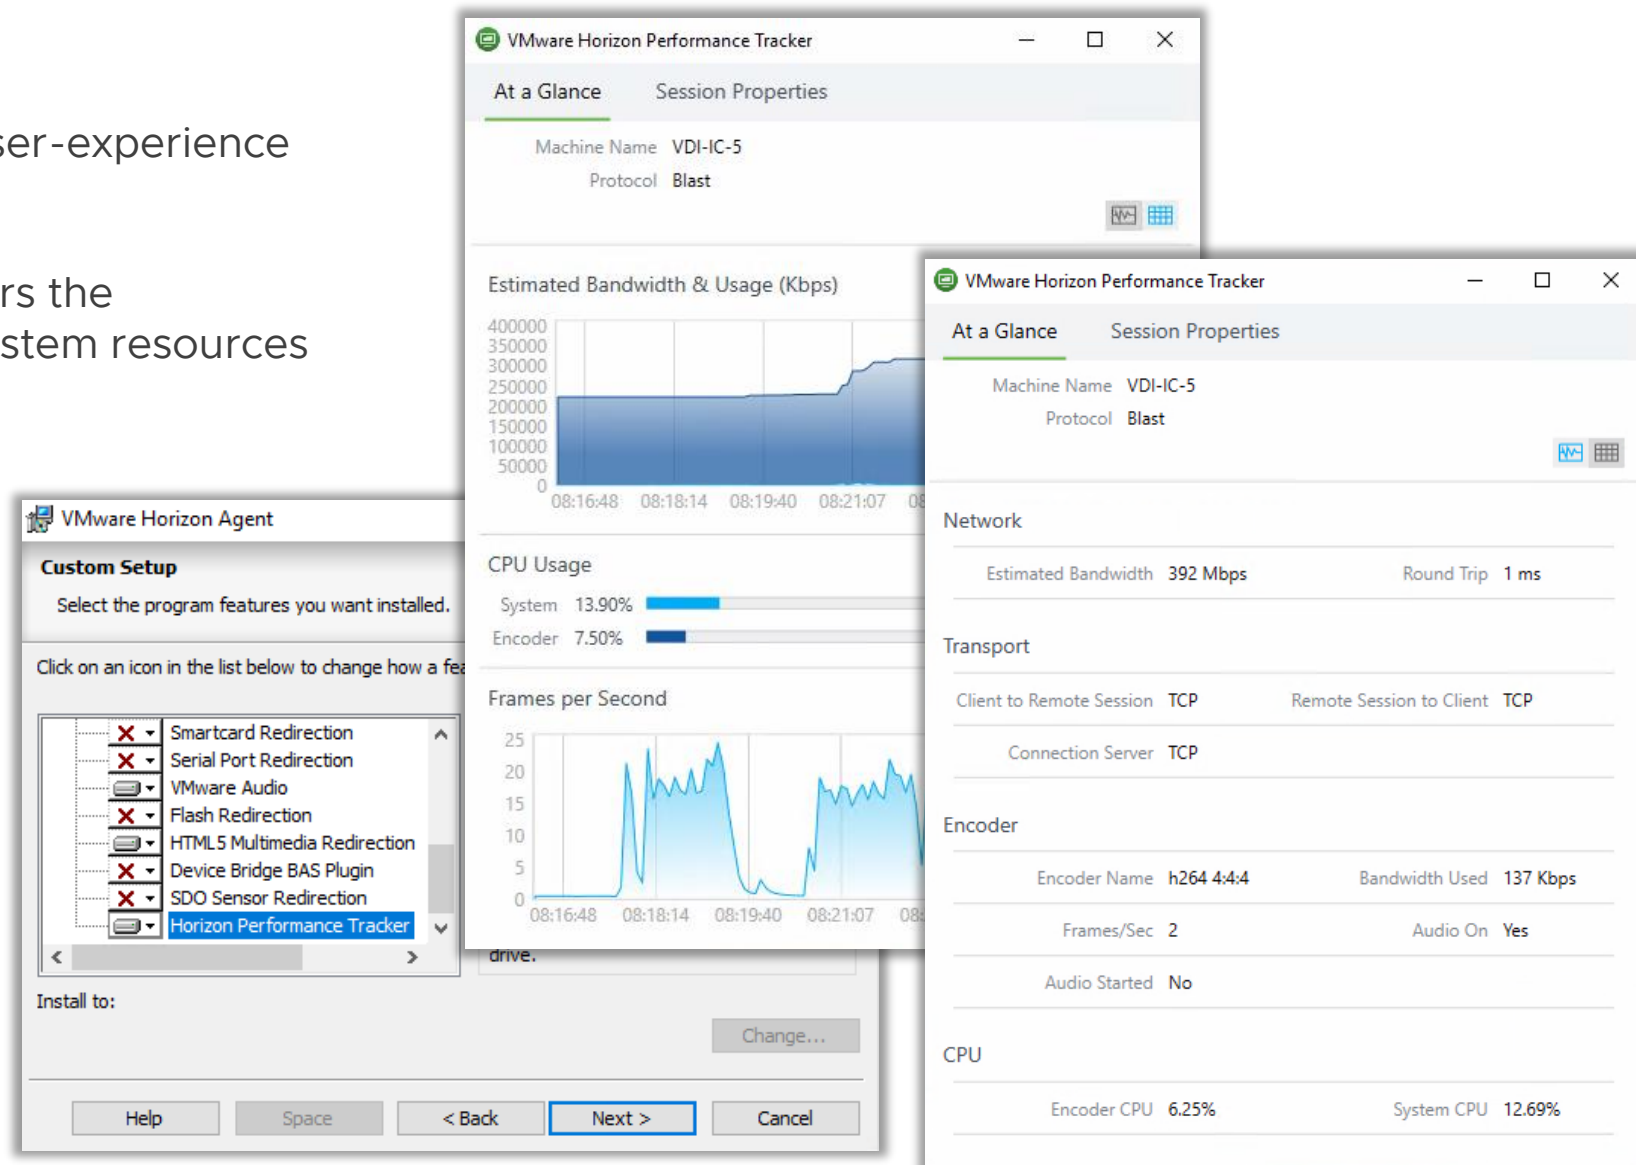 ser-experience
rs the
stem resources
VMware Horizon Performance Tracker
At a Glance Session Properties
Machine Name VDI-IC-5
Protocol Blast
Estimated Bandwidth & Usage (Kbps)
400000
350000
300000
250000
200000
150000
100000
50000
0
08:16:48 08:18:14 08:19:40 08:21:07 08
CPU Usage
System 13.90%
Encoder 7.50%
Frames per Second
25
20
15
10
5
0
08:16:48 08:18:14 08:19:40 08:21:07 08:
VMware Horizon Performance Tracker
At a Glance Session Properties
Machine Name VDI-IC-5
Protocol Blast
Network
Estimated Bandwidth 392 Mbps Round Trip 1 ms
Transport
Client to Remote Session TCP Remote Session to Client TCP
Connection Server TCP
Encoder
Encoder Name h264 4:4:4 Bandwidth Used 137 Kbps
Frames/Sec 2 Audio On Yes
Audio Started No
CPU
Encoder CPU 6.25% System CPU 12.69%
VMware Horizon Agent
Custom Setup
Select the program features you want installed.
Click on an icon in the list below to change how a fea
Smartcard Redirection
Serial Port Redirection
VMware Audio
Flash Redirection
HTML5 Multimedia Redirection
Device Bridge BAS Plugin
SDO Sensor Redirection
Horizon Performance Tracker
drive.
Install to:
Change...
Help Space < Back Next > Cancel